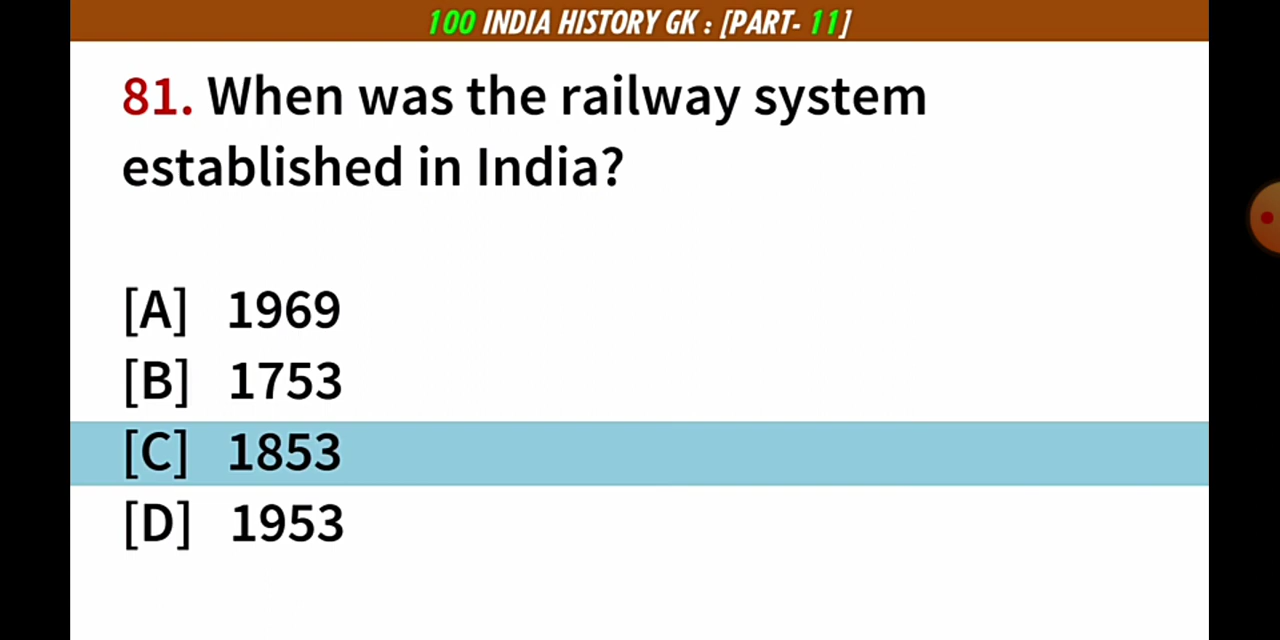 100 INDIA HISTORY GK : [PART- 11]
81. When was the railway system
established in India?
[A] 1969
[B] 1753
[C] 1853
[D] 1953